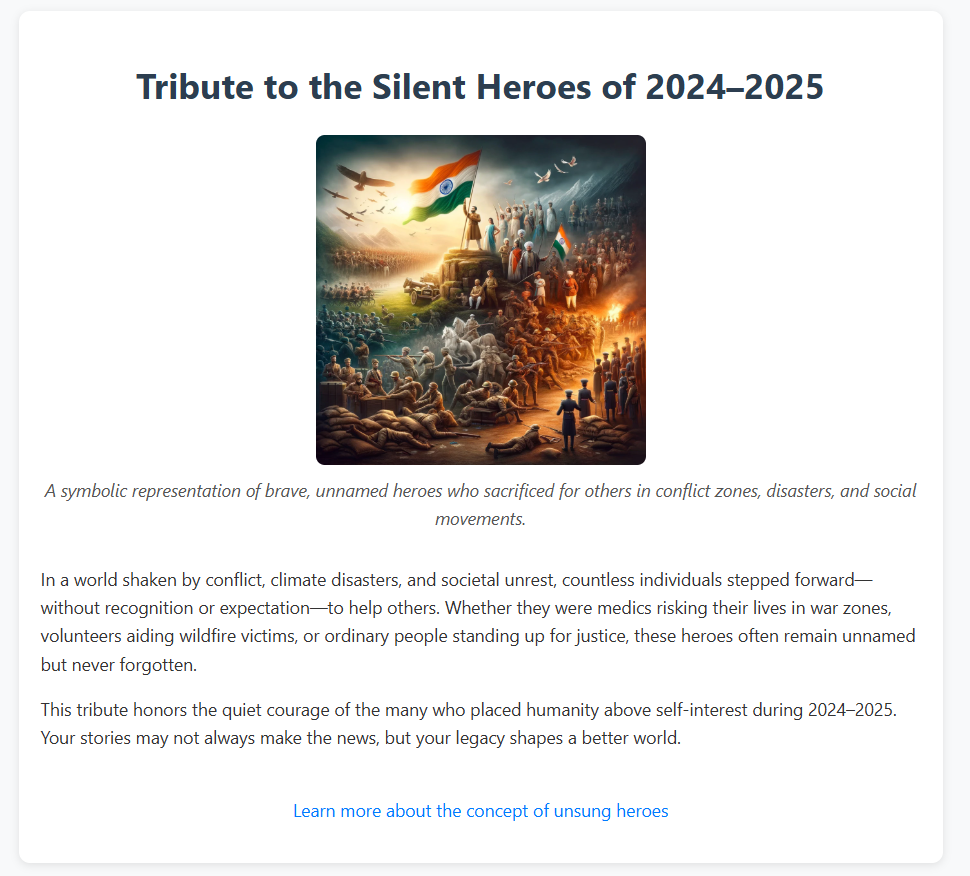 Tribute to the Silent Heroes of 2024–2025
A symbolic representation of brave, unnamed heroes who sacrificed for others in conflict zones, disasters, and social
movements.
In a world shaken by conflict, climate disasters, and societal unrest, countless individuals stepped forward—
without recognition or expectation—to help others. Whether they were medics risking their lives in war zones,
volunteers aiding wildfire victims, or ordinary people standing up for justice, these heroes often remain unnamed
but never forgotten.
This tribute honors the quiet courage of the many who placed humanity above self-interest during 2024–2025.
Your stories may not always make the news, but your legacy shapes a better world.
Learn more about the concept of unsung heroes